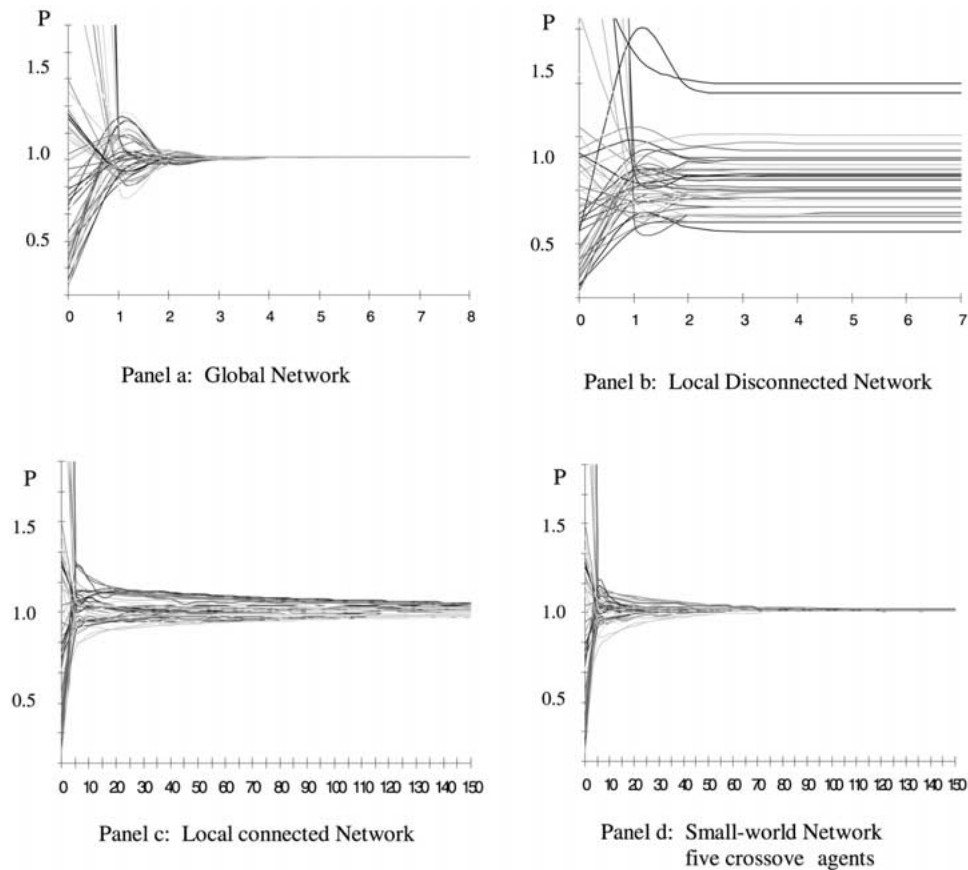 P
1.5
1.0
0.5
0 1 2 3 4 5 6 7 8
Panel a: Global Network
P
1.5
1.0
0.5
0 1 2 3 4 5 6 7
Panel b: Local Disconnected Network
P
1.5
1.0
0.5
0 10 20 30 40 50 60 70 80 90 100 110 120 130 140 150
Panel c: Local connected Network
P
1.5
1.0
0.5
0 10 20 30 40 50 60 70 80 90 100 110 120 130 140 150
Panel d: Small-world Network
five crossove agents